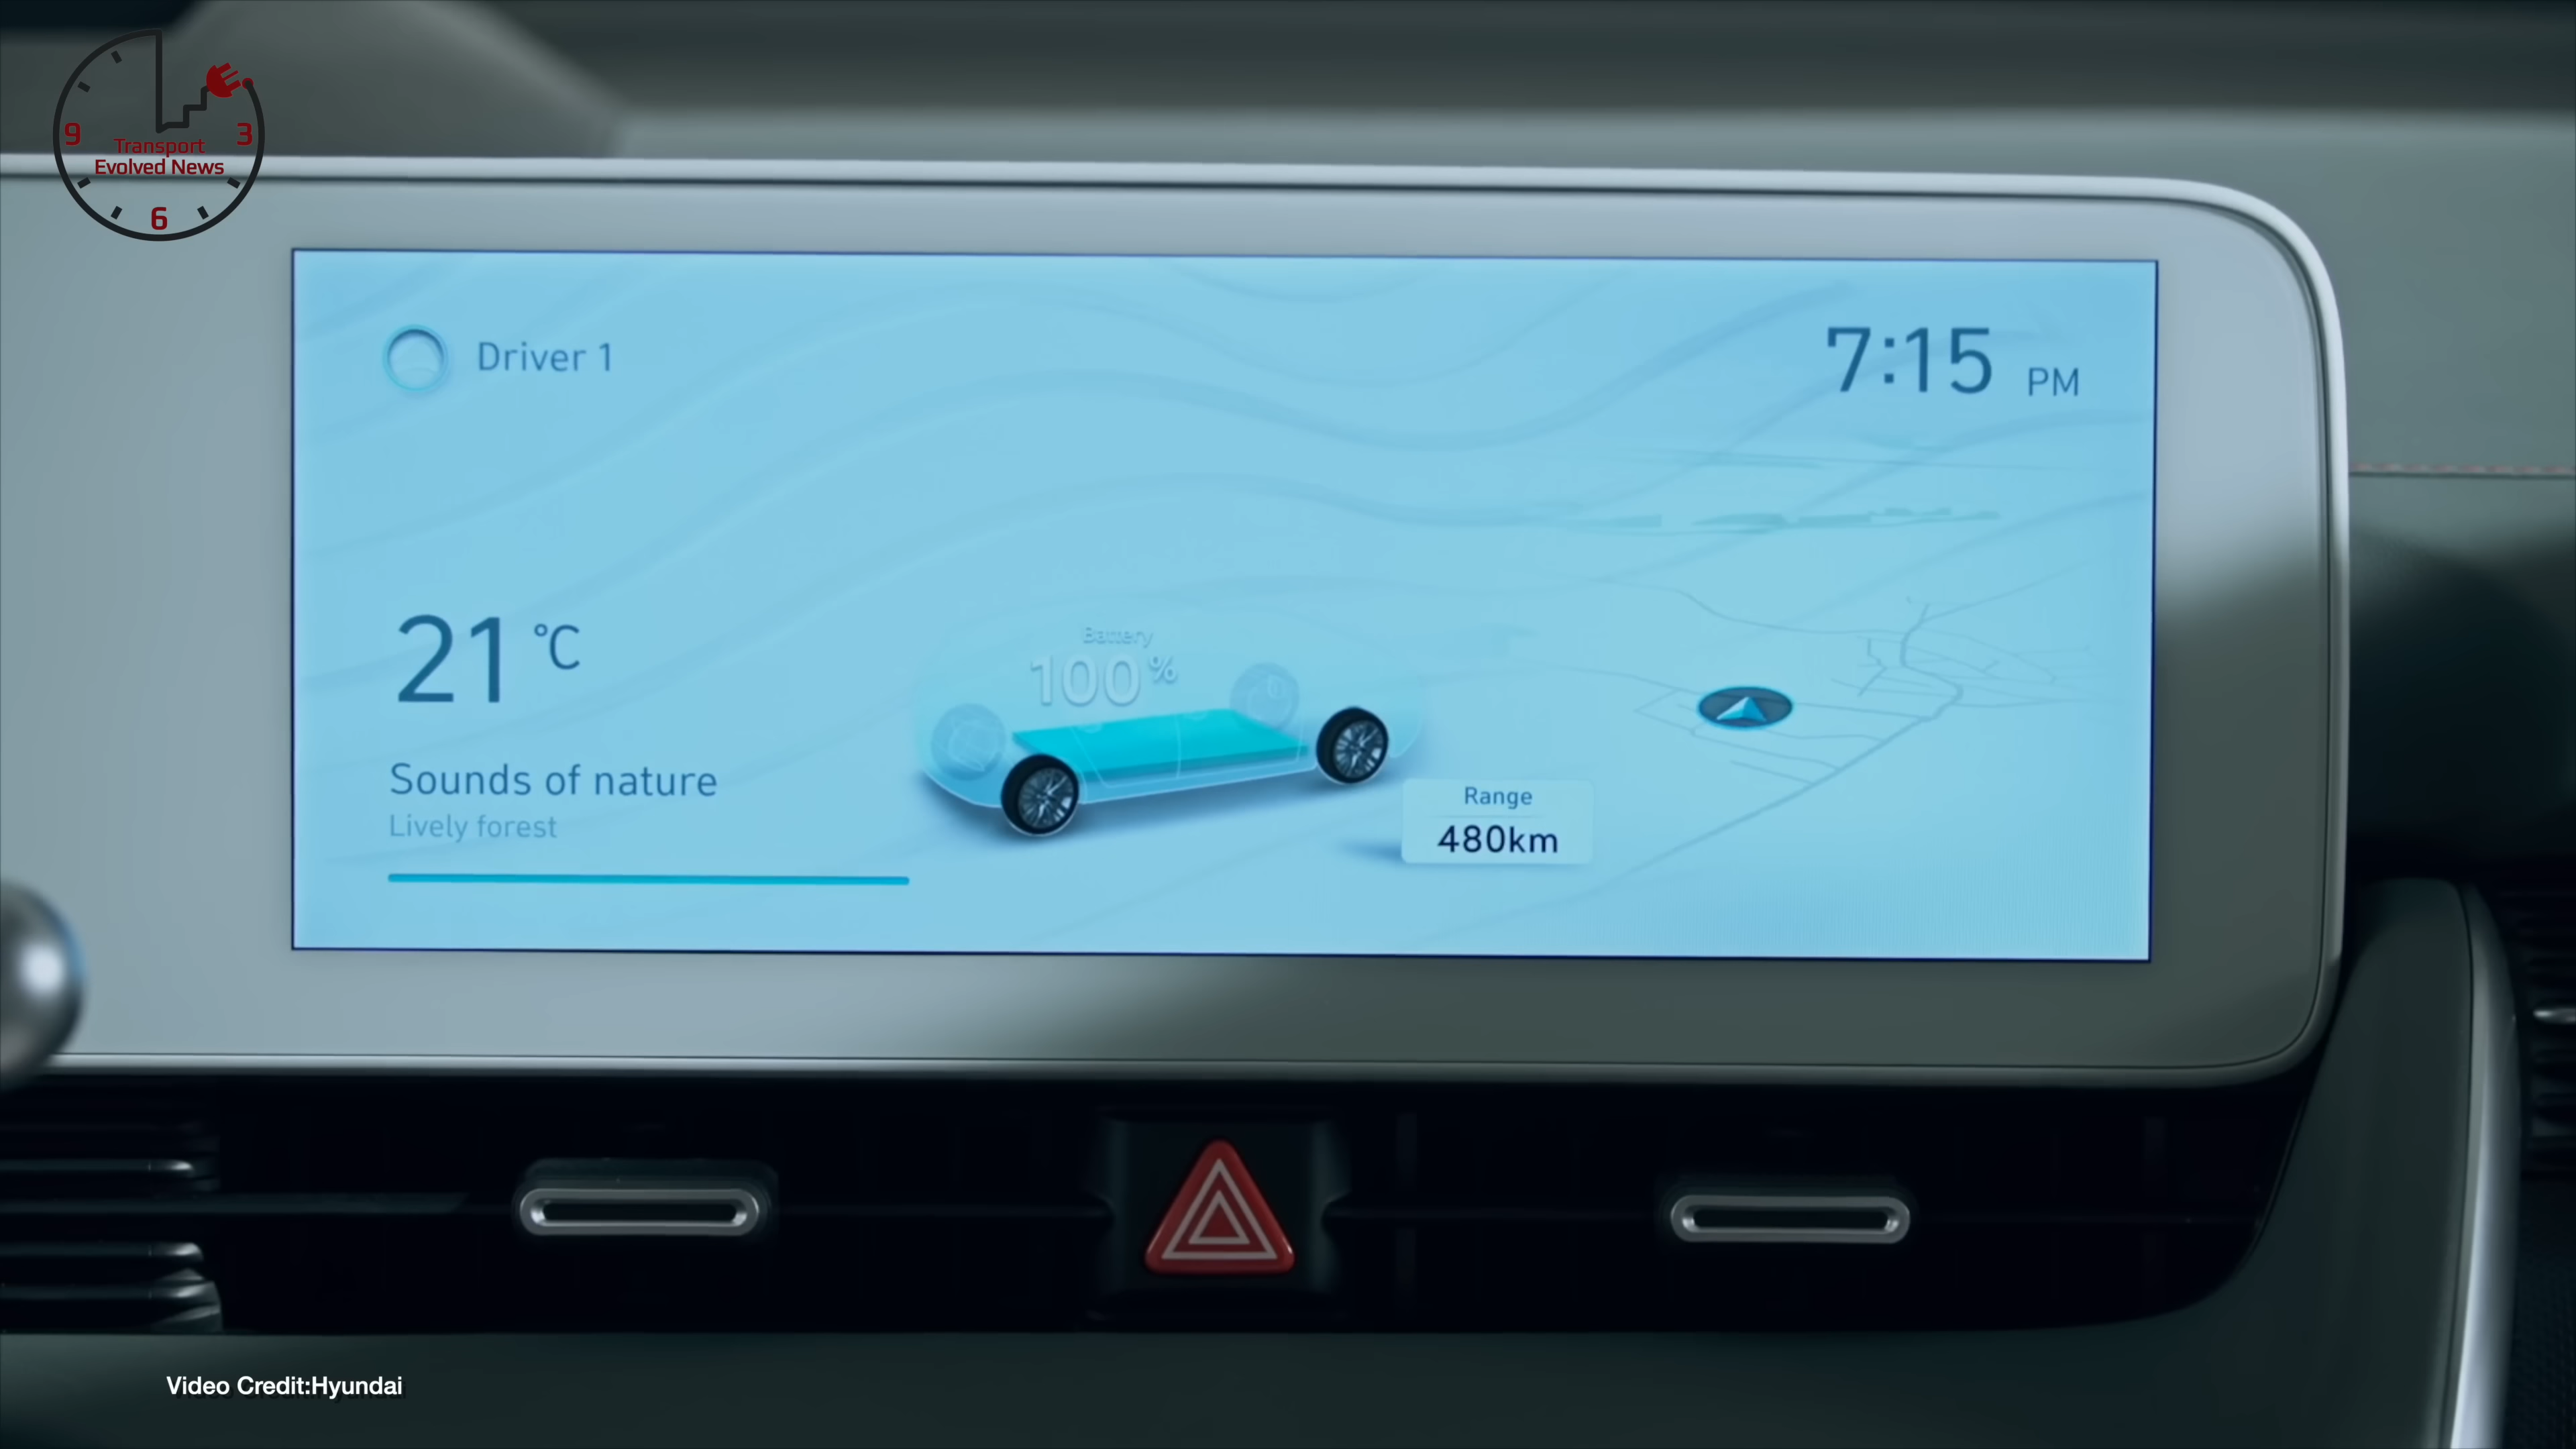 9
3
Transport
Evolved News
6
Driver 1
7:15 PM
21 °C
Battery
100%
Sounds of nature
Lively forest
Range
480km
Video Credit:Hyundai